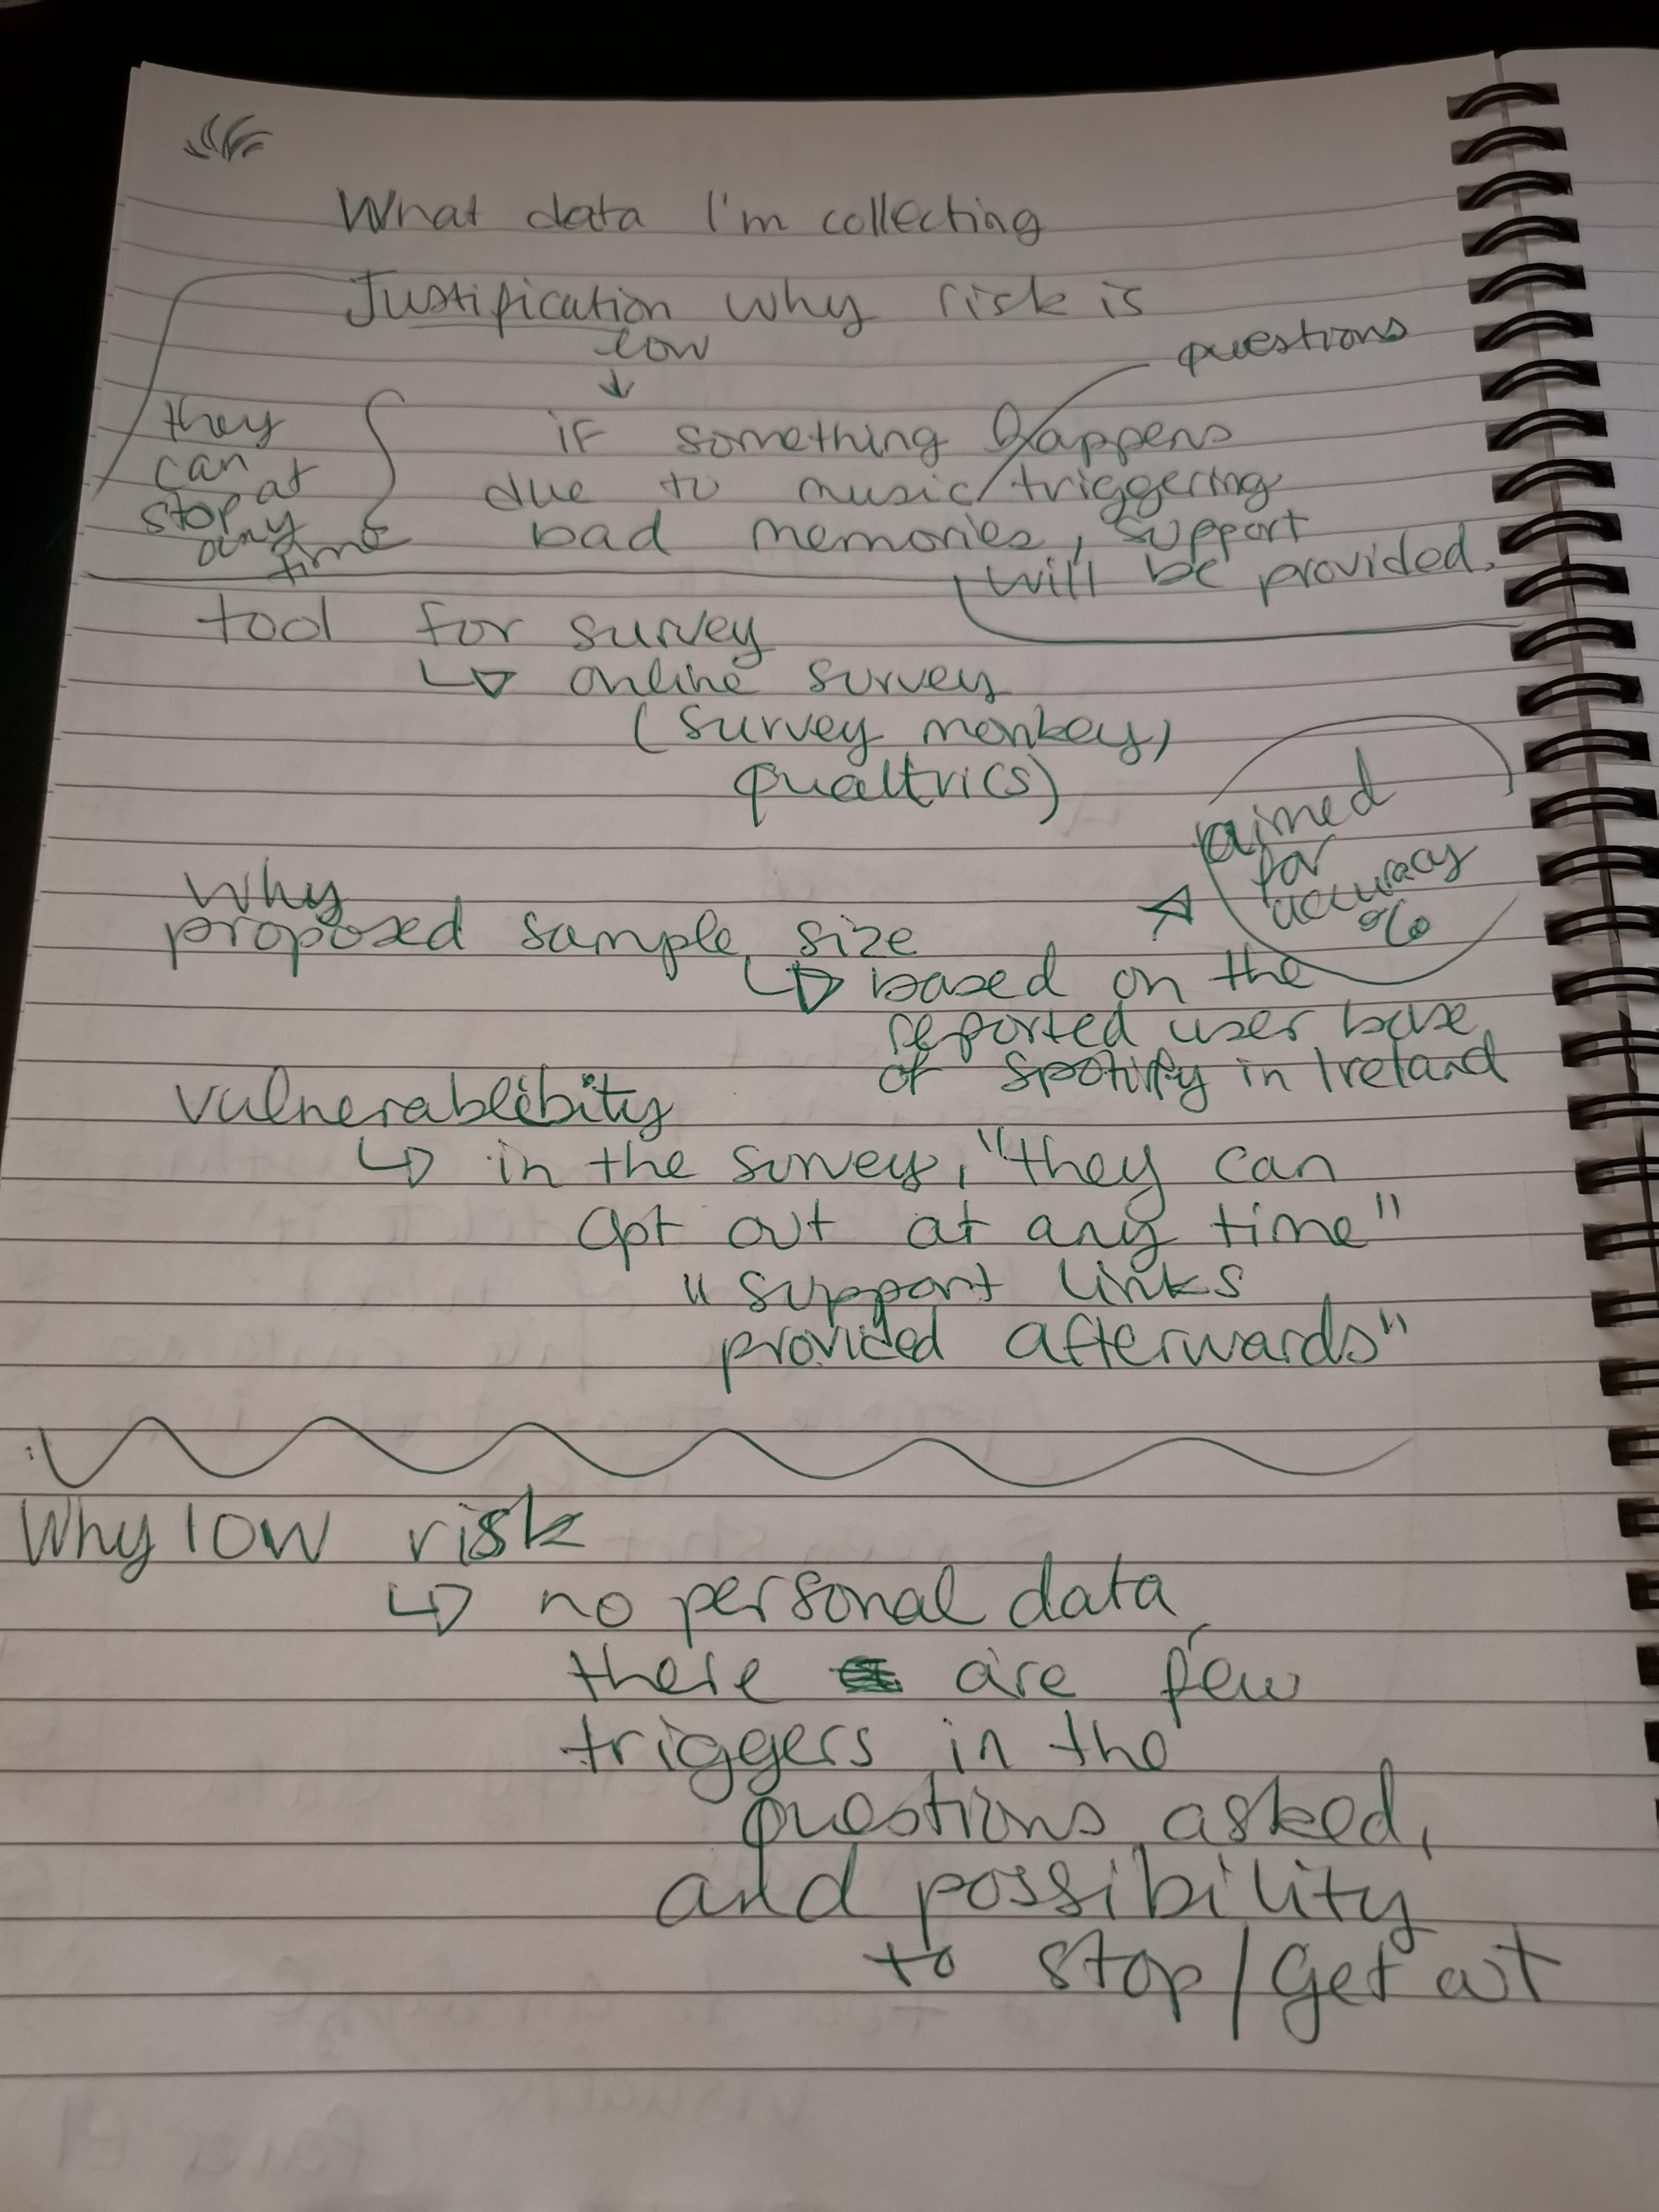 What data I'm collecting
Justification why risk is
low
questions
they
can
stop at
any
time
if something happens
due to music/triggering
bad memories, support
will be provided.
tool for survey
online survey
(survey monkey,
qualtrics)
aimed
for
accuracy
%
Why
proposed sample size
based on the
reported user base
of Spotify in Ireland
vulnerablibity
in the survey, "they can
opt out at any time"
"support links
provided afterwards"
Why low risk
no personal data,
there are few
triggers in the
questions asked,
and possibility
to stop/get out